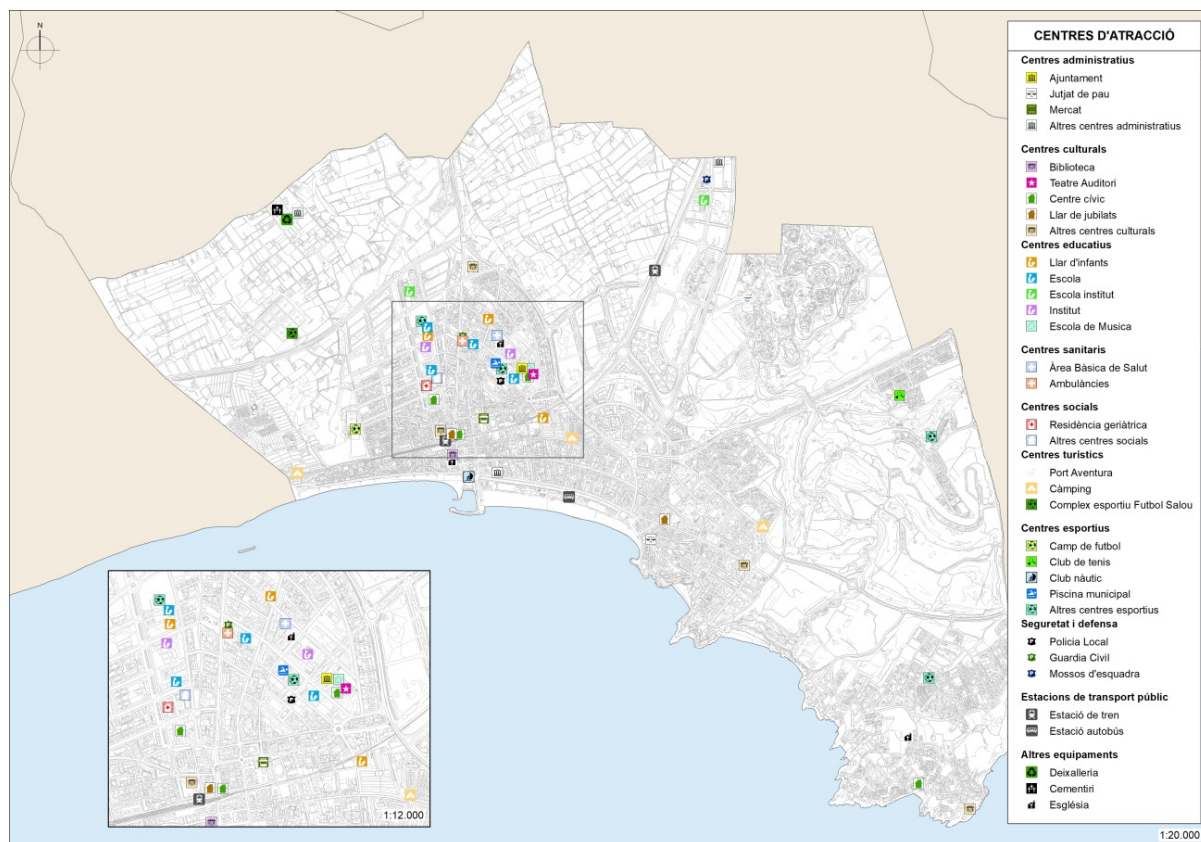 N
CENTRES D'ATRACCIÓ
Centres administratius
Ajuntament
Jutjat de pau
Mercat
Altres centres administratius
Centres culturals
Biblioteca
Teatre Auditori
Centre cívic
Llar de jubilats
Altres centres culturals
Centres educatius
Llar d'infants
Escola
Escola institut
Institut
Escola de Musica
Centres sanitaris
Àrea Bàsica de Salut
Ambulàncies
Centres socials
Residència geriàtrica
Altres centres socials
Centres turístics
Port Aventura
Càmping
Complex esportiu Futbol Salou
Centres esportius
Camp de futbol
Club de tenis
Club nàutic
Piscina municipal
Altres centres esportius
Seguretat i defensa
Policia Local
Guardia Civil
Mossos d'esquadra
Estacions de transport públic
Estació de tren
Estació autobús
Altres equipaments
Deixalleria
Cementiri
Església
1:12.000
1:20.000